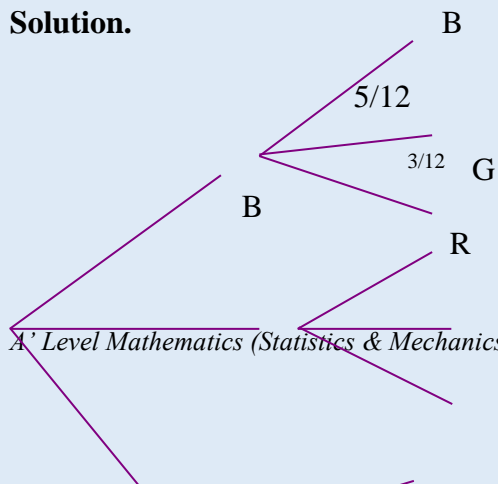 Solution.
B
5/12
3/12
G
B
R
A’ Level Mathematics (Statistics & Mechanics